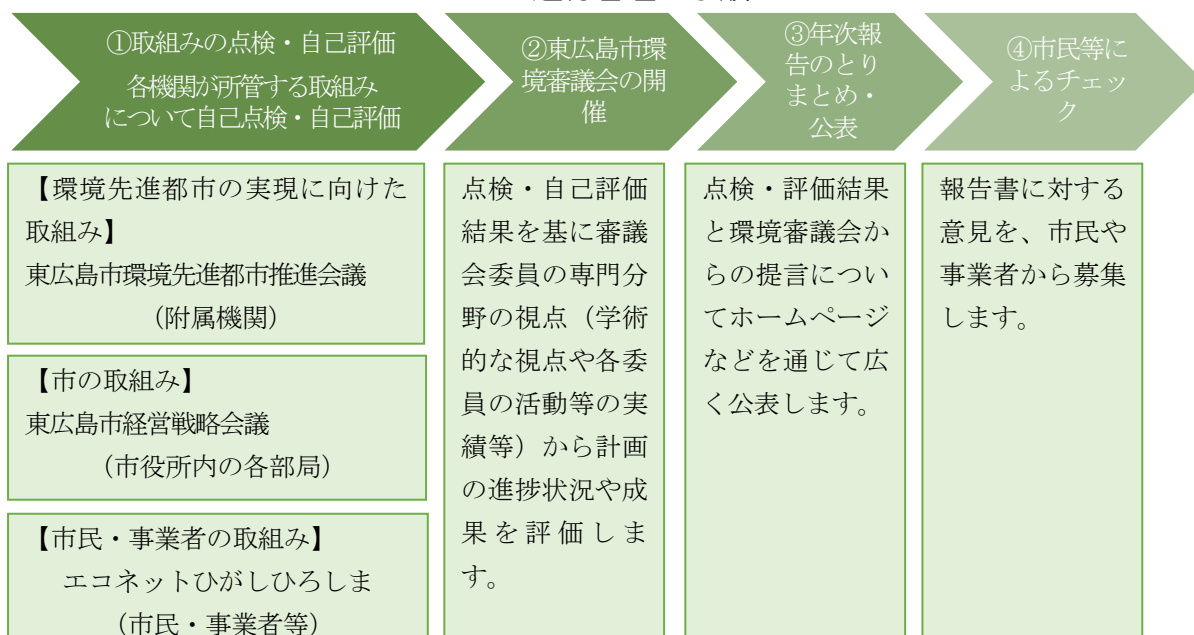 ①取組みの点検・自己評価
各機関が所管する取組み
について自己点検・自己評価
②東広島市環
境審議会の開
催
③年次報
告のとり
まとめ・
公表
④市民等に
よるチェッ
ク
【環境先進都市の実現に向けた
取組み】
東広島市環境先進都市推進会議
（附属機関）
【市の取組み】
東広島市経営戦略会議
（市役所内の各部局）
【市民・事業者の取組み】
エコネットひがしひろしま
（市民・事業者等）
点検・自己評価
結果を基に審議
会委員の専門分
野の視点（学術
的な視点や各委
員の活動等の実
績等）から計画
の進捗状況や成
果を評価しま
す。
点検・評価結果
と環境審議会か
らの提言につい
てホームページ
などを通じて広
く公表します。
報告書に対する
意見を、市民や
事業者から募集
します。